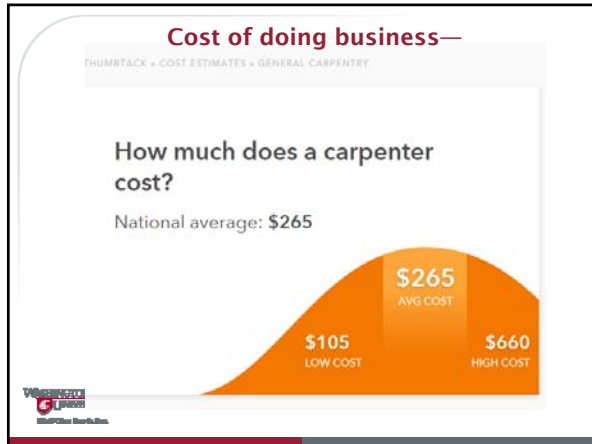 Cost of doing business—
THUMBTACK » COST ESTIMATES » GENERAL CARPENTRY
How much does a carpenter
cost?
National average: $265
$265
AVG COST
$105
LOW COST
$660
HIGH COST